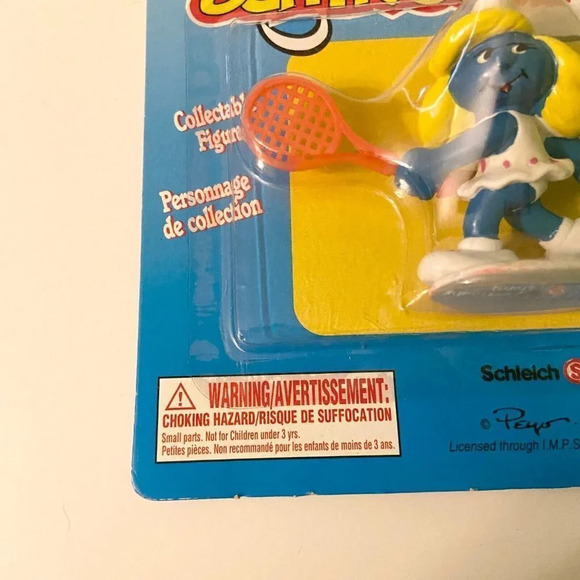 Collectable
Figure
Personnage
de collection
Schleich S
WARNING/AVERTISSEMENT:
CHOKING HAZARD/RISQUE DE SUFFOCATION
Small parts. Not for Children under 3 yrs.
Petites pièces. Non recommandé pour les enfants de moins de 3 ans.
© Peyo
Licensed through I.M.P.S